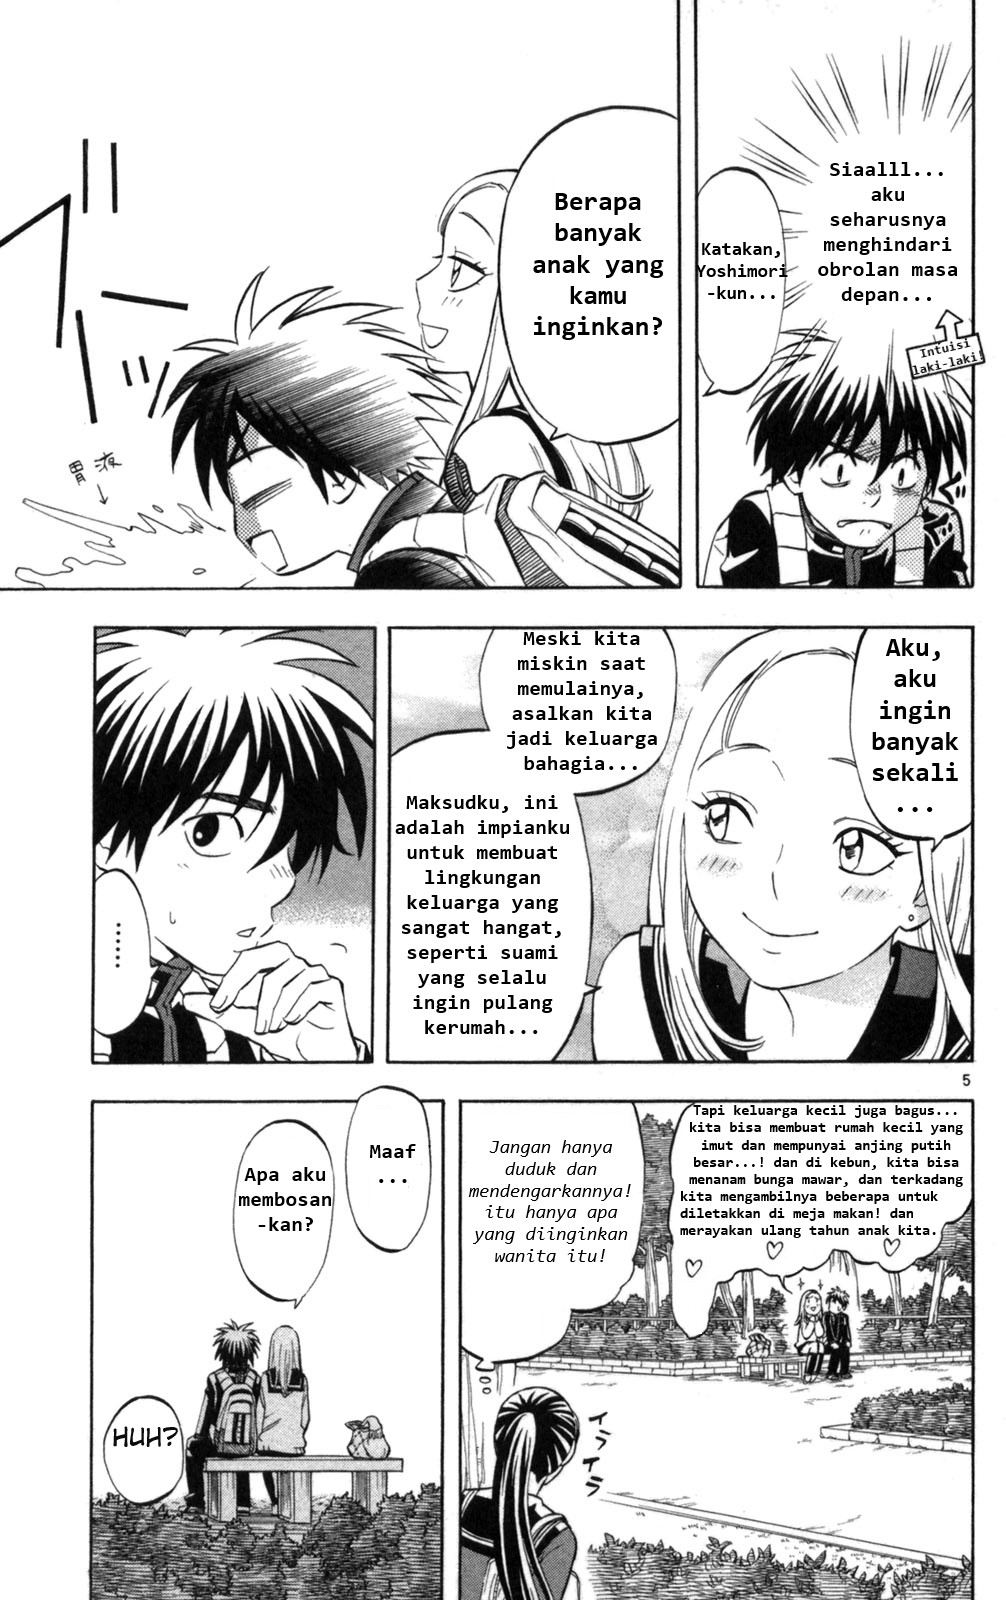 Siaalll...
aku
seharusnya
menghindari
obrolan masa
depan...
Intuisi
laki-laki!
Katakan,
Yoshimori
-kun...
Berapa
banyak
anak yang
kamu
inginkan?
胃液
Aku,
aku
ingin
banyak
sekali
...
Meski kita
miskin saat
memulainya,
asalkan kita
jadi keluarga
bahagia...
Maksudku, ini
adalah impianku
untuk membuat
lingkungan
keluarga yang
sangat hangat,
seperti suami
yang selalu
ingin pulang
kerumah...
......
5
Tapi keluarga kecil juga bagus...
kita bisa membuat rumah kecil yang
imut dan mempunyai anjing putih
besar...! dan di kebun, kita bisa
menanam bunga mawar, dan terkadang
kita mengambilnya beberapa untuk
diletakkan di meja makan! dan
merayakan ulang tahun anak kita.
Jangan hanya
duduk dan
mendengarkannya!
itu hanya apa
yang diinginkan
wanita itu!
イライラ
Maaf
...
Apa aku
membosan
-kan?
HUH?